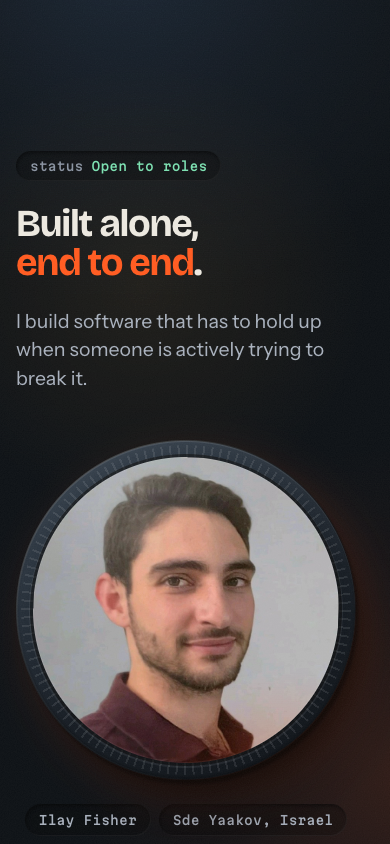 status Open to roles
Built alone,
end to end.
I build software that has to hold up
when someone is actively trying to
break it.
Ilay Fisher
Sde Yaakov, Israel